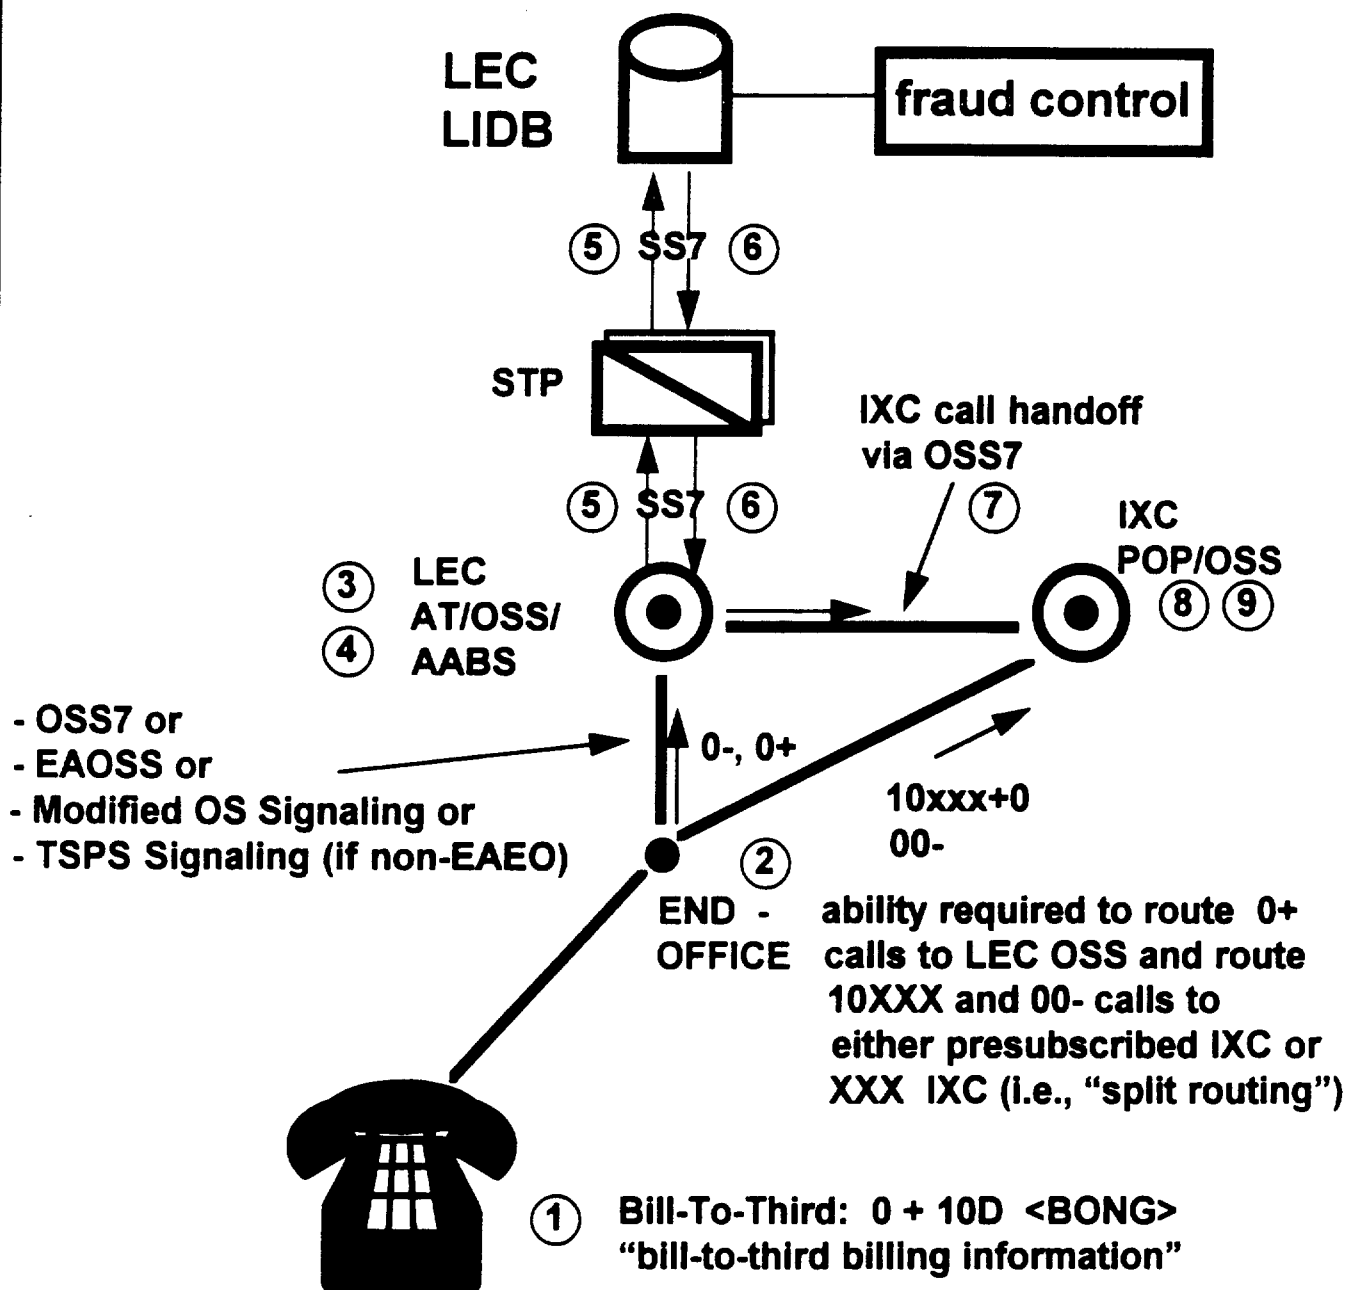 LEC
LIDB
fraud control
5 SS7 6
STP
IXC call handoff
via OSS7
5 SS7 6
7
IXC
POP/OSS
8 9
3 LEC
AT/OSS/
4 AABS
- OSS7 or
- EAOSS or
- Modified OS Signaling or
- TSPS Signaling (if non-EAEO)
0-, 0+
10xxx+0
00-
2
END -
OFFICE
ability required to route 0+
calls to LEC OSS and route
10XXX and 00- calls to
either presubscribed IXC or
XXX IXC (i.e., “split routing”)
1 Bill-To-Third: 0 + 10D <BONG>
“bill-to-third billing information”